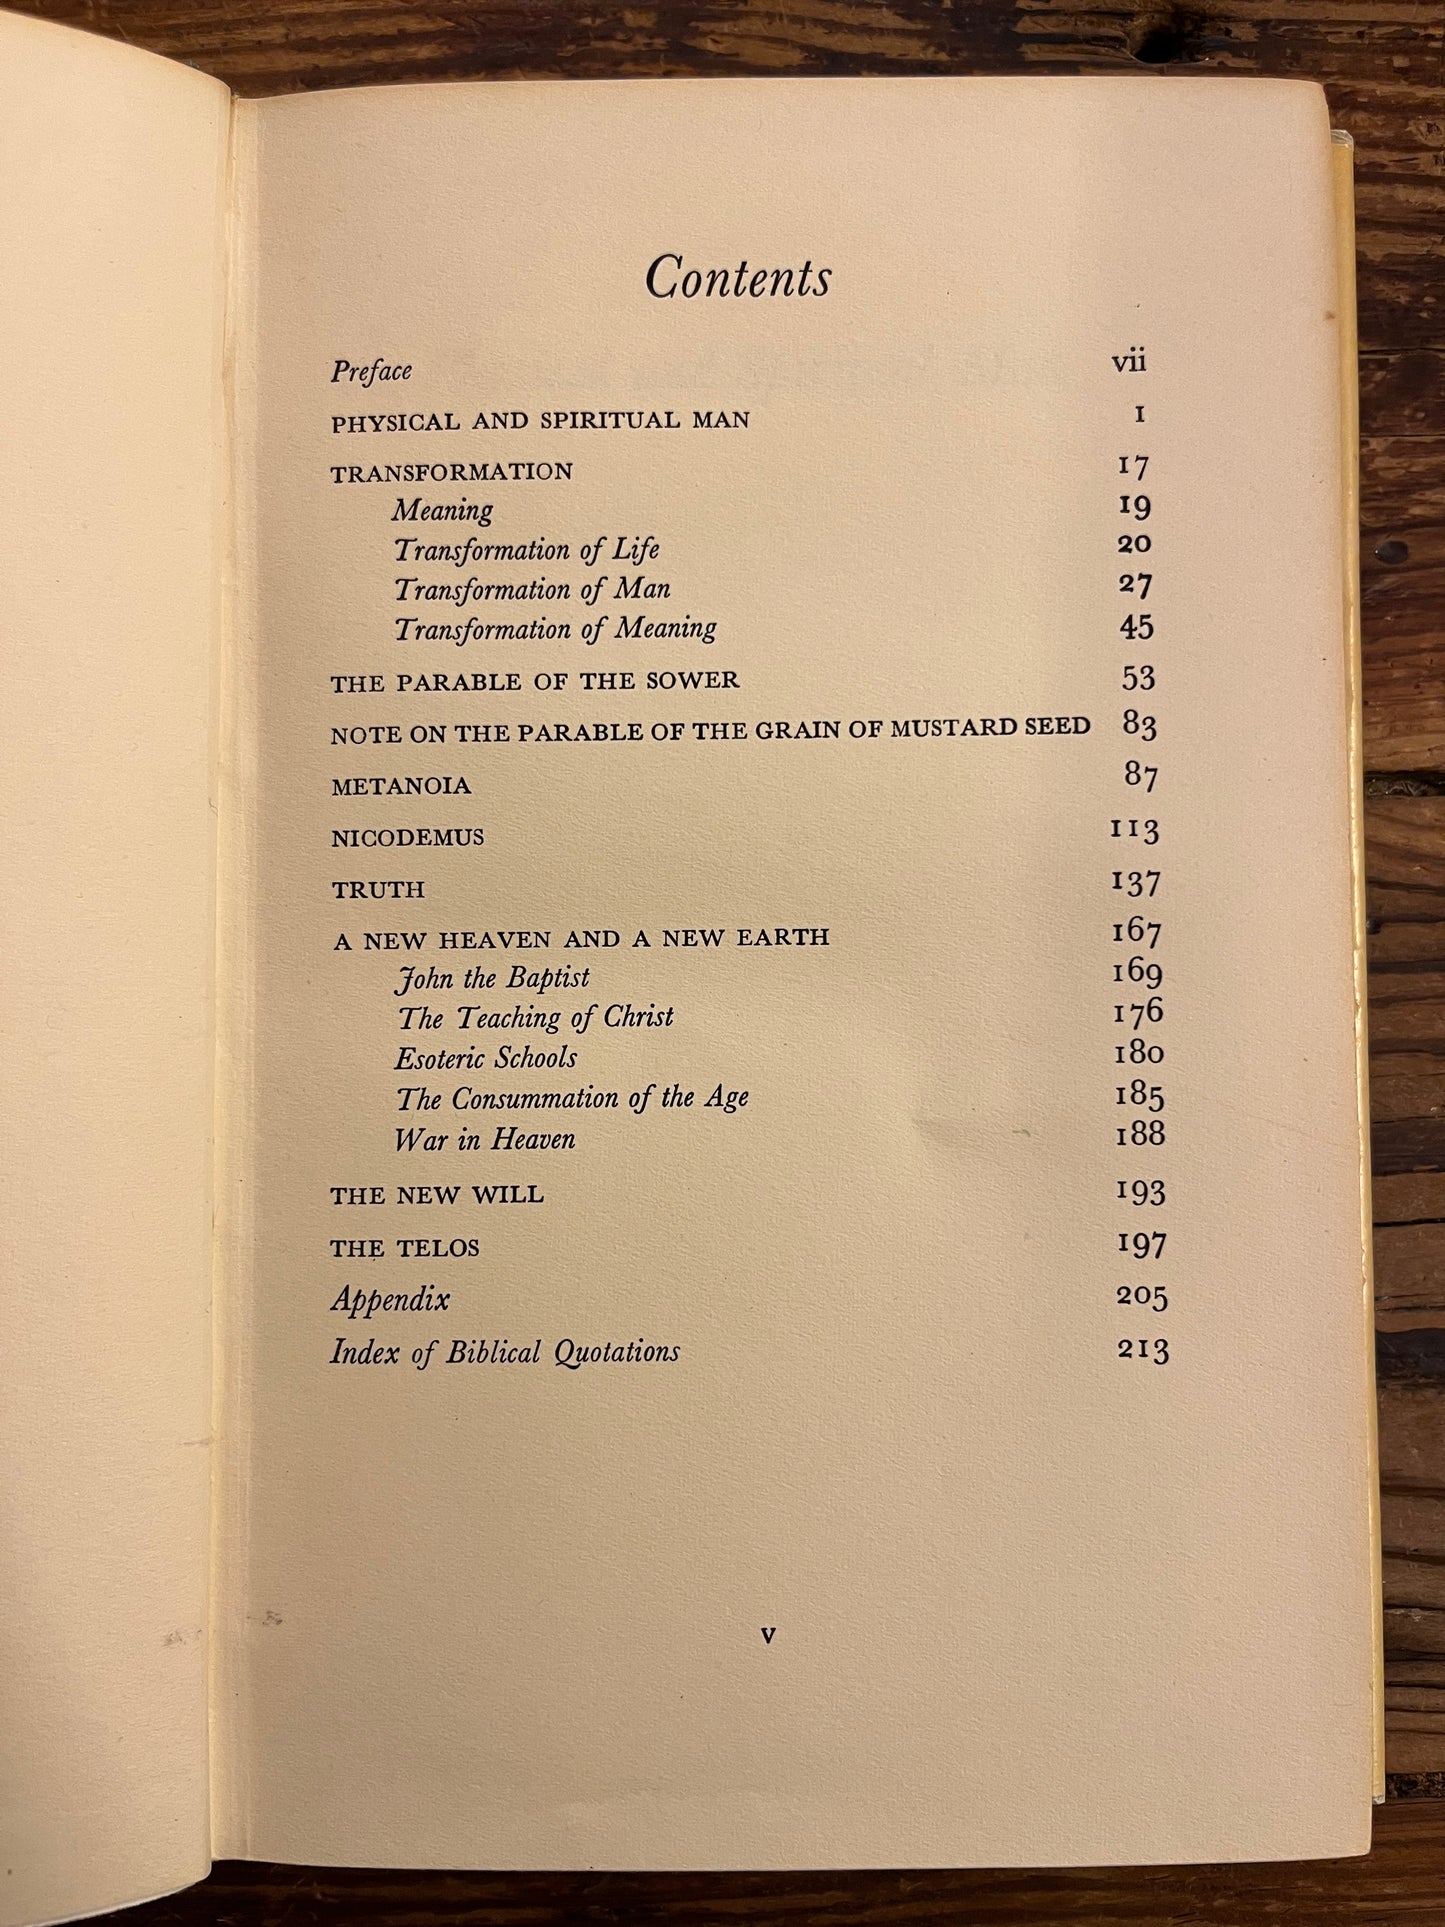 Contents
Preface vii
PHYSICAL AND SPIRITUAL MAN 1
TRANSFORMATION 17
Meaning 19
Transformation of Life 20
Transformation of Man 27
Transformation of Meaning 45
THE PARABLE OF THE SOWER 53
NOTE ON THE PARABLE OF THE GRAIN OF MUSTARD SEED 83
METANOIA 87
NICODEMUS 113
TRUTH 137
A NEW HEAVEN AND A NEW EARTH 167
John the Baptist 169
The Teaching of Christ 176
Esoteric Schools 180
The Consummation of the Age 185
War in Heaven 188
THE NEW WILL 193
THE TELOS 197
Appendix 205
Index of Biblical Quotations 213
v